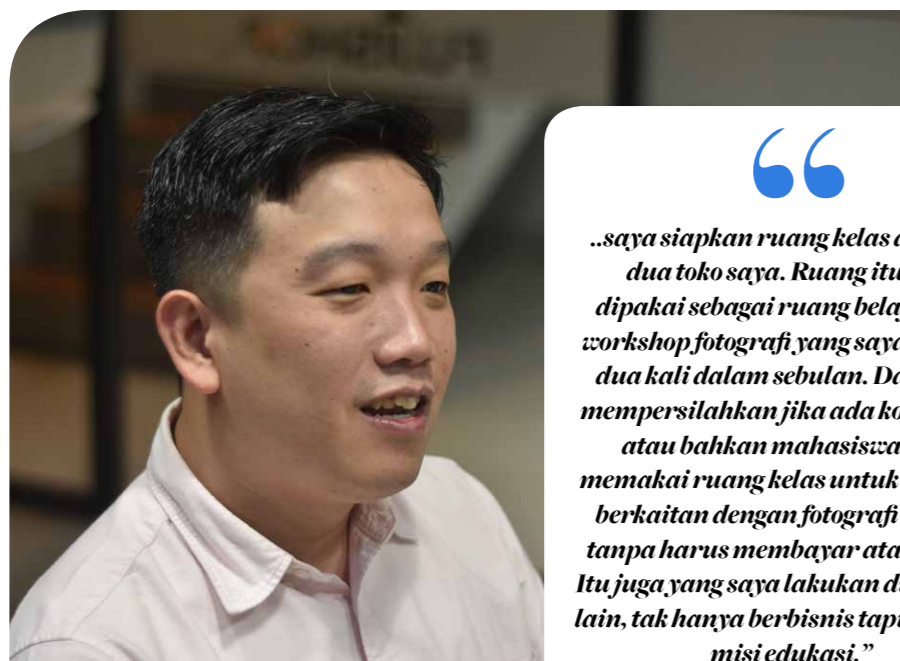 ..saya siapkan ruang kelas
dua toko saya. Ruang itu
dipakai sebagai ruang
workshop fotografi yang saya
dua kali dalam sebulan.
mempersilahkan jika ada
atau bahkan mahasiswa
memakai ruang kelas untuk
berkaitan dengan fotografi
tanpa harus membayar
Itu juga yang saya lakukan
lain, tak hanya berbisnis
misi edukasi.”